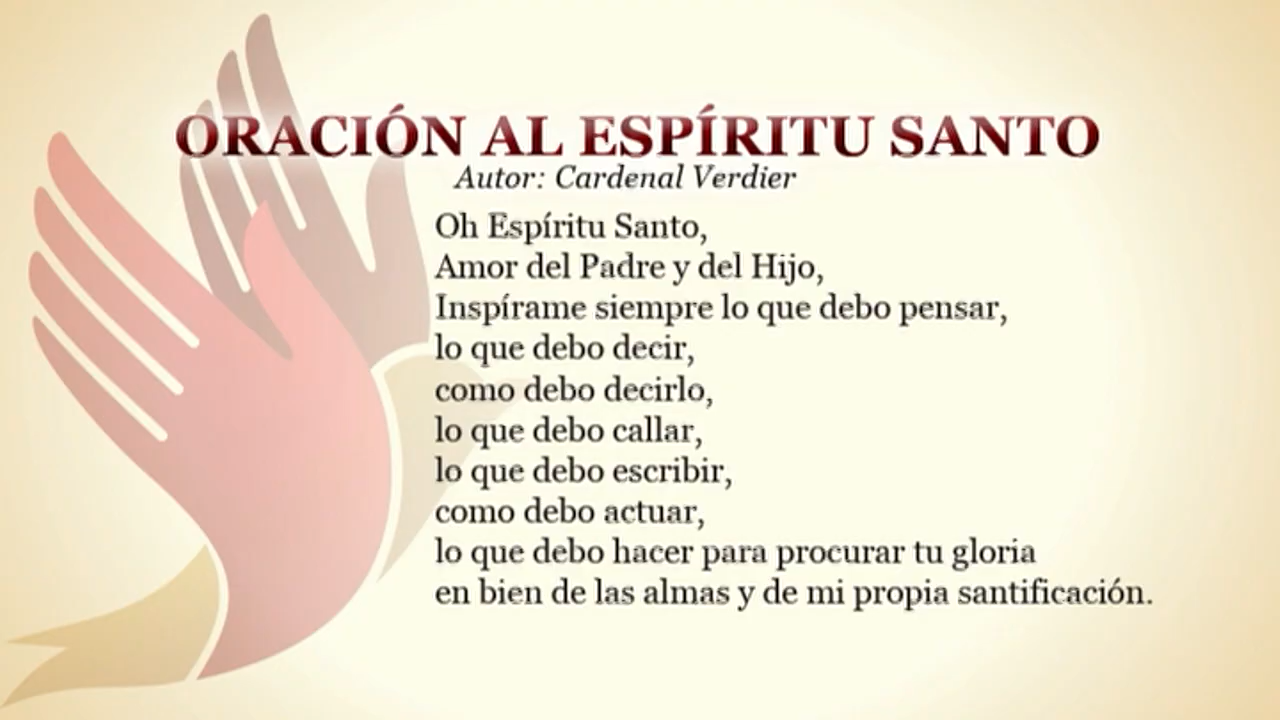 ORACIÓN AL ESPÍRITU SANTO
Autor: Cardenal Verdier
Oh Espíritu Santo,
Amor del Padre y del Hijo,
Inspírame siempre lo que debo pensar,
lo que debo decir,
como debo decirlo,
lo que debo callar,
lo que debo escribir,
como debo actuar,
lo que debo hacer para procurar tu gloria
en bien de las almas y de mi propia santificación.